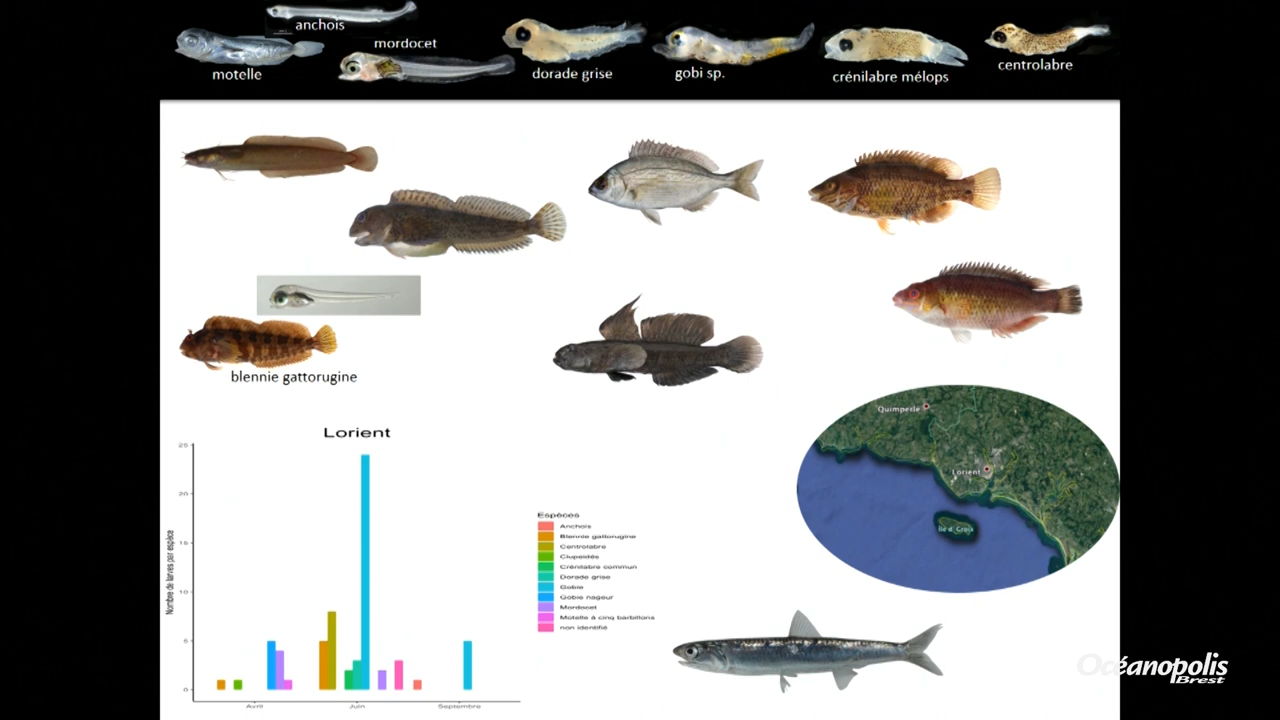 anchois
mordocet
motelle
dorade grise
gobi sp.
crénilabre mélops
centrolabre
blennie gattorugine
Quimperlé
Lorient
Ile d'Groix
Lorient
Nombre de larves par espèce
25
20
15
10
5
0
Avril
Juin
Septembre
Espèces
Anchois
Blennie gattorugine
Centrolabre
Clupeidés
Crénilabre commun
Dorade grise
Gobie
Gobie nageur
Mordocet
Motelle à cinq barbillons
non identifié
Océanopolis
Brest